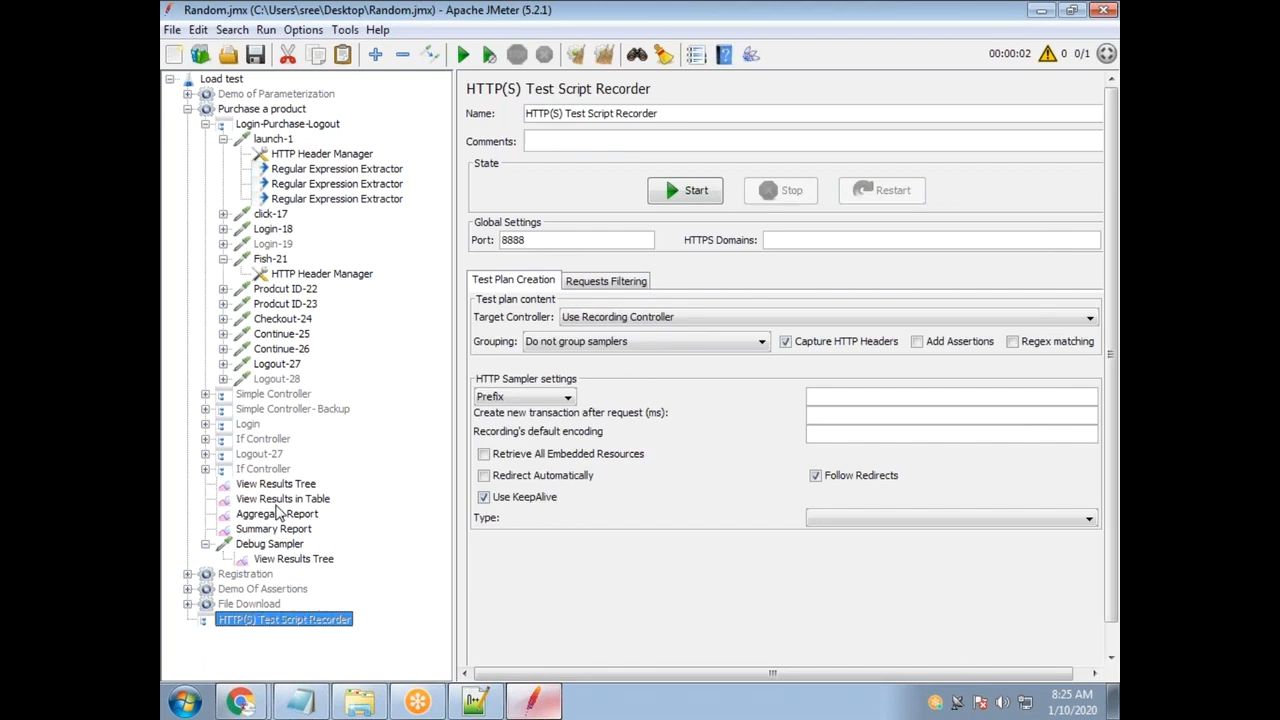 Random.jmx (C:\Users\sree\Desktop\Random.jmx) - Apache JMeter (5.2.1)
File Edit Search Run Options Tools Help
00:00:02 0 0/1
Load test
Demo of Parameterization
Purchase a product
Login-Purchase-Logout
launch-1
HTTP Header Manager
Regular Expression Extractor
Regular Expression Extractor
Regular Expression Extractor
click-17
Login-18
Login-19
Fish-21
HTTP Header Manager
Prodcut ID-22
Prodcut ID-23
Checkout-24
Continue-25
Continue-26
Logout-27
Logout-28
Simple Controller
Simple Controller- Backup
Login
If Controller
Logout-27
If Controller
View Results Tree
View Results in Table
Aggregate Report
Summary Report
Debug Sampler
View Results Tree
Registration
Demo Of Assertions
File Download
HTTP(S) Test Script Recorder
HTTP(S) Test Script Recorder
Name: HTTP(S) Test Script Recorder
Comments:
State
Start Stop Restart
Global Settings
Port: 8888 HTTPS Domains:
Test Plan Creation Requests Filtering
Test plan content
Target Controller: Use Recording Controller
Grouping: Do not group samplers Capture HTTP Headers Add Assertions Regex matching
HTTP Sampler settings
Prefix
Create new transaction after request (ms):
Recording's default encoding
Retrieve All Embedded Resources
Redirect Automatically Follow Redirects
Use KeepAlive
Type:
8:25 AM
1/10/2020